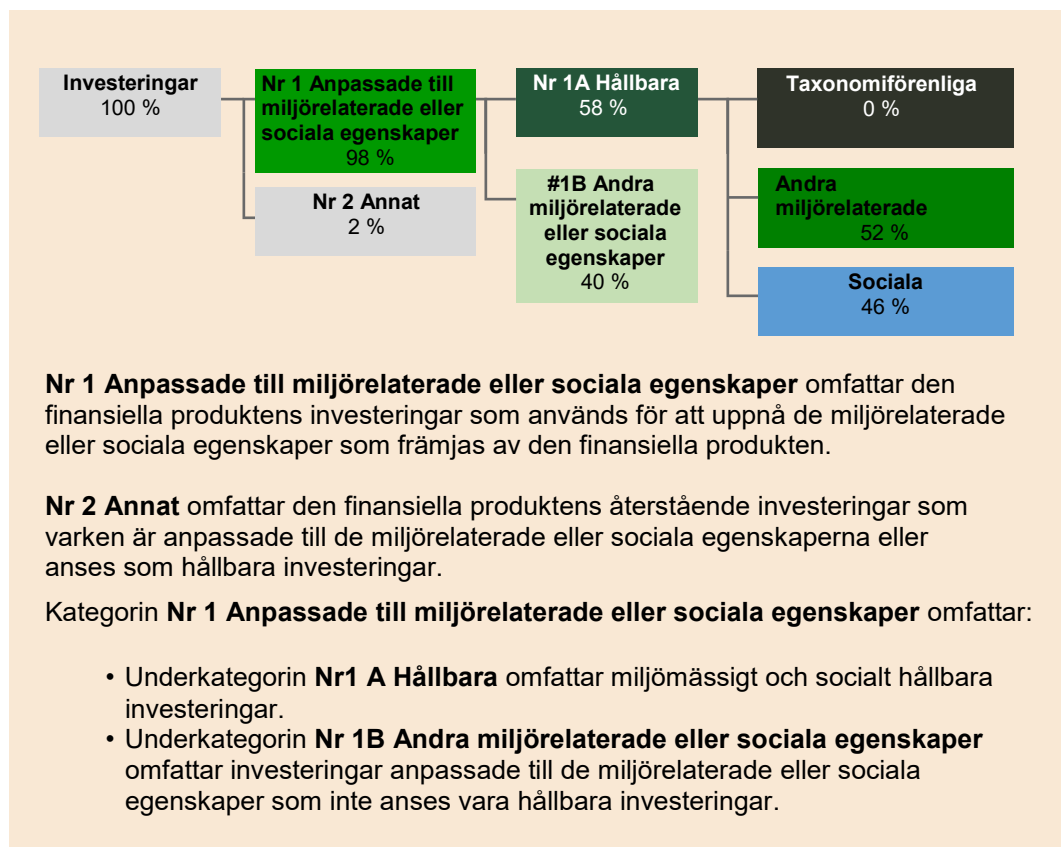 Investeringar
100 %
Nr 1 Anpassade till
miljörelaterade eller
sociala egenskaper
98 %
Nr 2 Annat
2 %
Nr 1A Hållbara
58 %
#1B Andra
miljörelaterade
eller sociala
egenskaper
40 %
Taxonomiförenliga
0 %
Andra
miljörelaterade
52 %
Sociala
46 %
Nr 1 Anpassade till miljörelaterade eller sociala egenskaper omfattar den
finansiella produktens investeringar som används för att uppnå de miljörelaterade
eller sociala egenskaper som främjas av den finansiella produkten.
Nr 2 Annat omfattar den finansiella produktens återstående investeringar som
varken är anpassade till de miljörelaterade eller sociala egenskaperna eller
anses som hållbara investeringar.
Kategorin Nr 1 Anpassade till miljörelaterade eller sociala egenskaper omfattar:
• Underkategorin Nr1 A Hållbara omfattar miljömässigt och socialt hållbara
investeringar.
• Underkategorin Nr 1B Andra miljörelaterade eller sociala egenskaper
omfattar investeringar anpassade till de miljörelaterade eller sociala
egenskaper som inte anses vara hållbara investeringar.